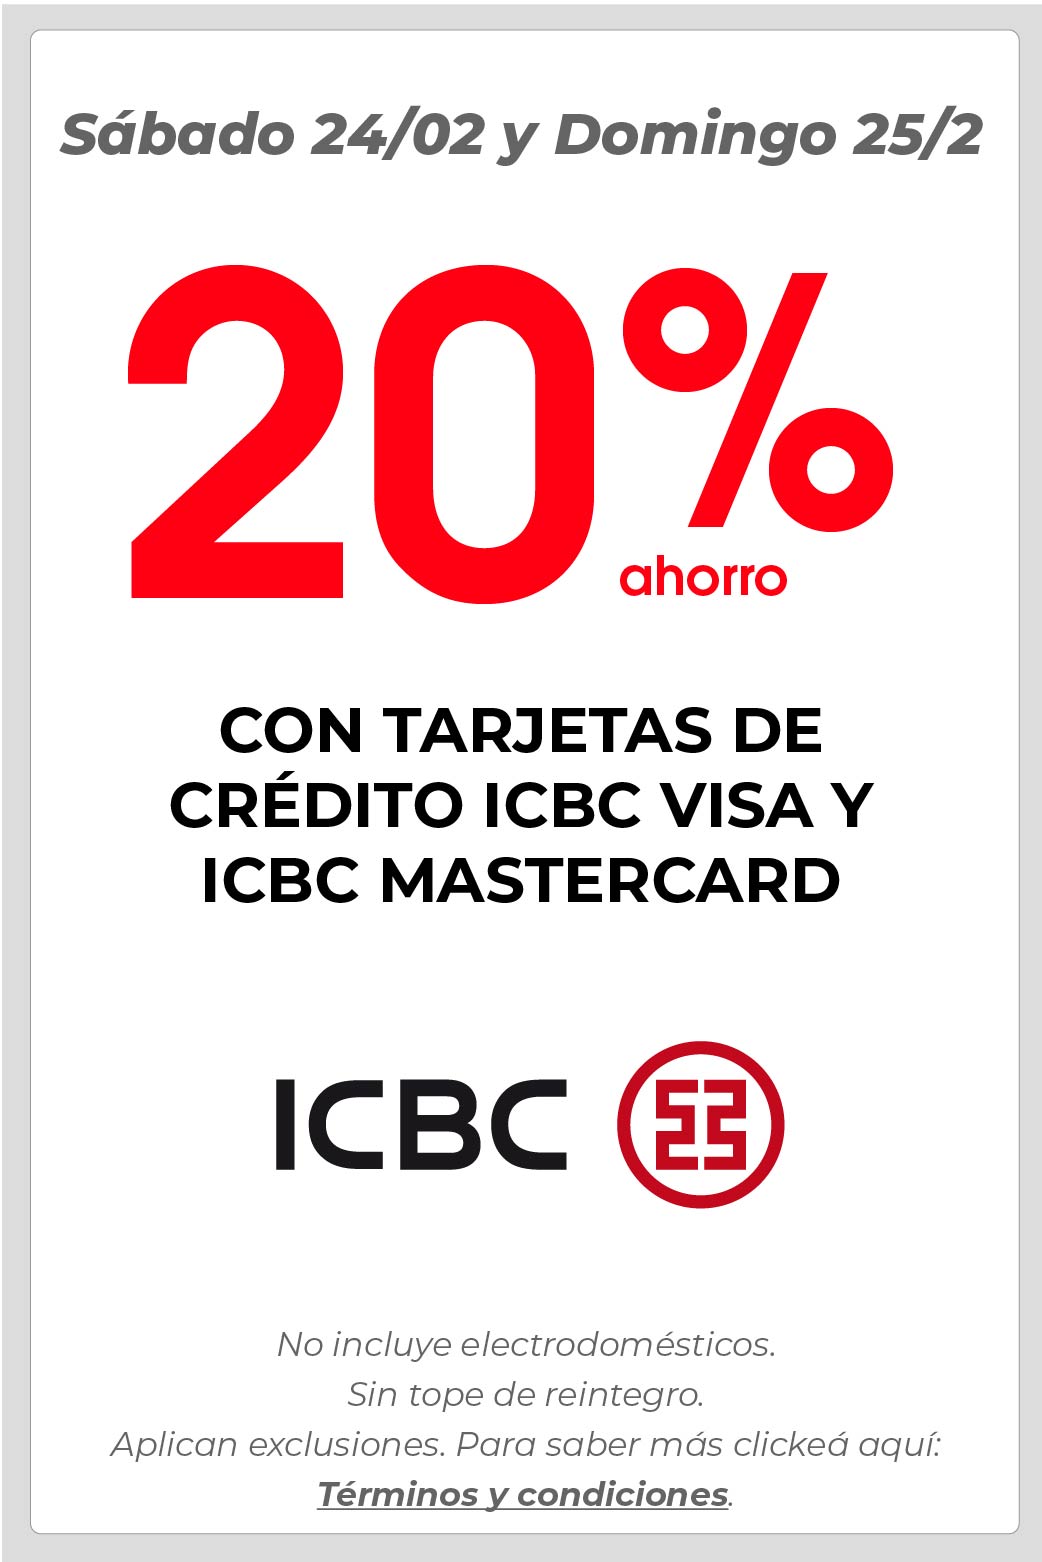 Sábado 24/02 y Domingo 25/2
20%
ahorro
CON TARJETAS DE
CRÉDITO ICBC VISA Y
ICBC MASTERCARD
ICBC
No incluye electrodomésticos.
Sin tope de reintegro.
Aplican exclusiones. Para saber más clickeá aquí:
Términos y condiciones.